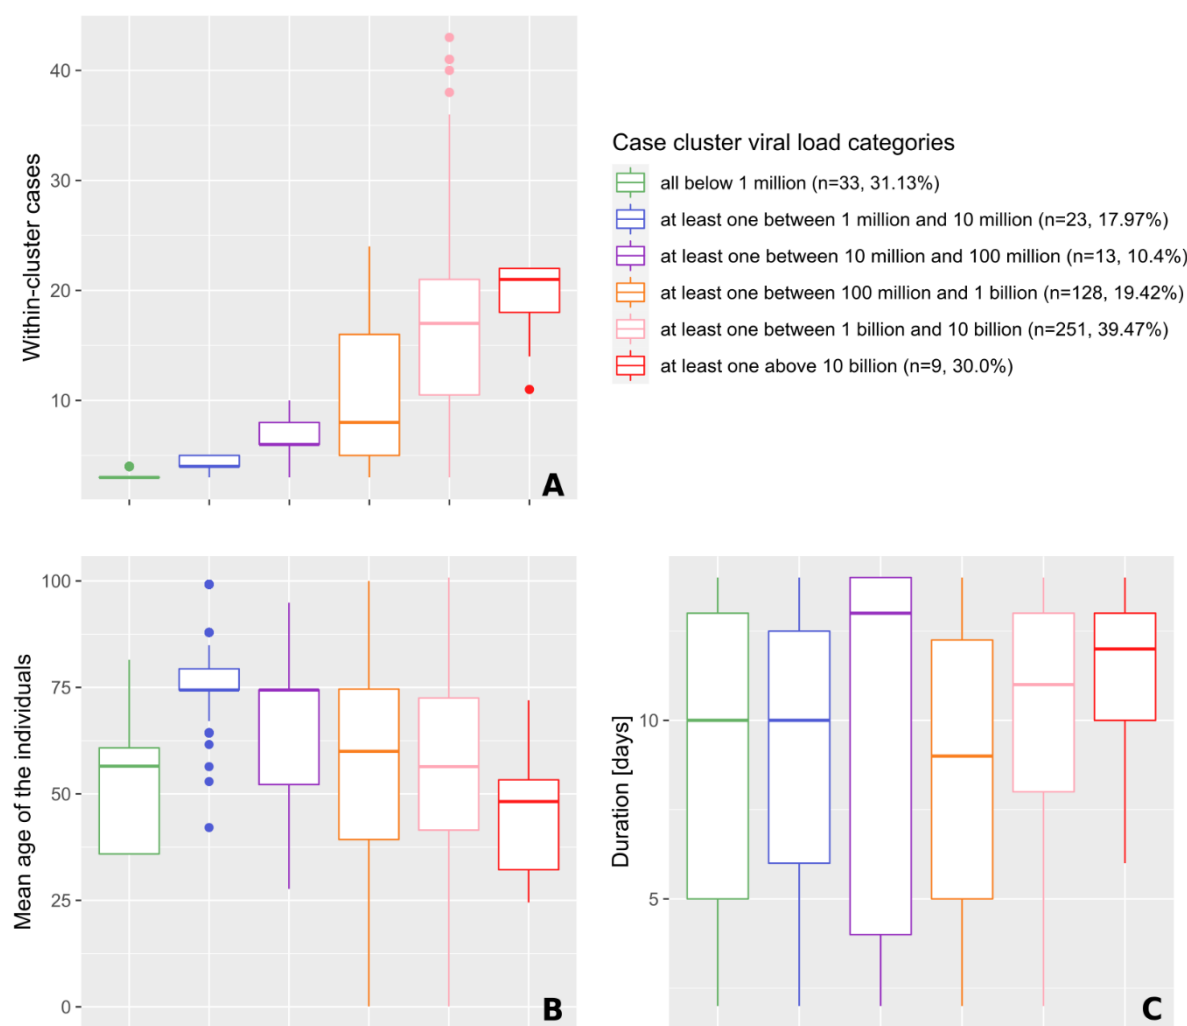 40
30
20
10
Within-cluster cases
A
Case cluster viral load categories
all below 1 million (n=33, 31.13%)
at least one between 1 million and 10 million (n=23, 17.97%)
at least one between 10 million and 100 million (n=13, 10.4%)
at least one between 100 million and 1 billion (n=128, 19.42%)
at least one between 1 billion and 10 billion (n=251, 39.47%)
at least one above 10 billion (n=9, 30.0%)
100
75
50
25
0
Mean age of the individuals
B
10
5
Duration [days]
C